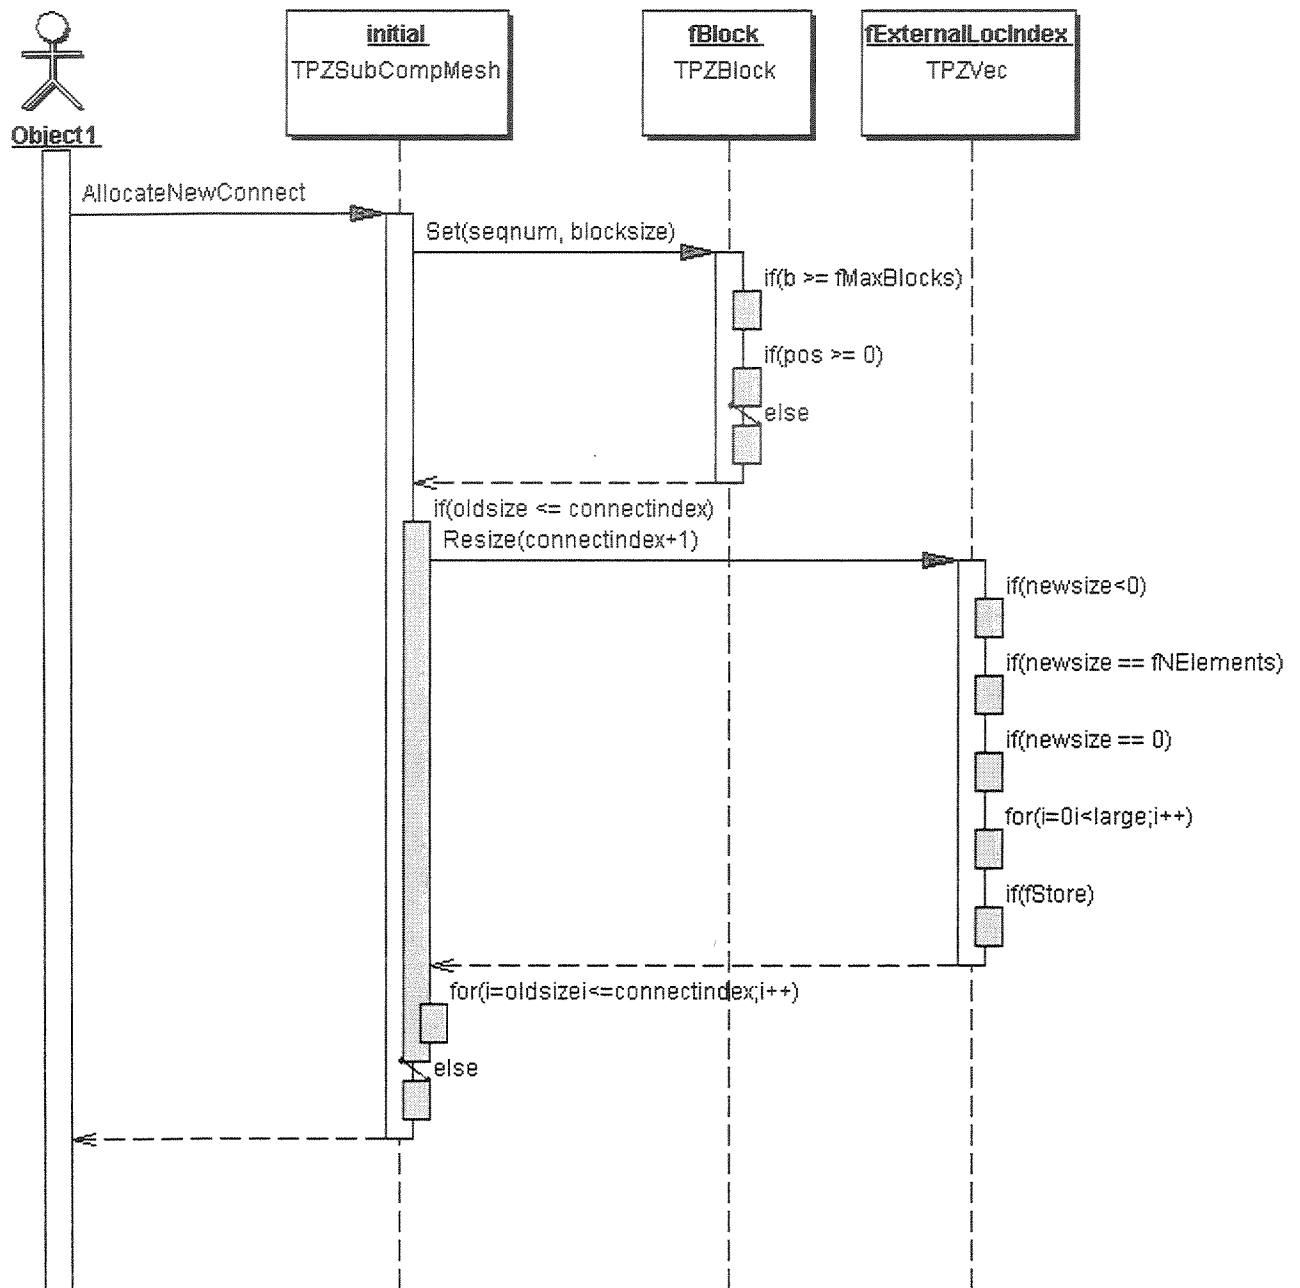 Object1
initial
TPZSubCompMesh
fBlock
TPZBlock
fExternalLocIndex
TPZVec
AllocateNewConnect
Set(seqnum, blocksize)
if(b >= fMaxBlocks)
if(pos >= 0)
else
if(oldsize <= connectindex)
Resize(connectindex+1)
if(newsize<0)
if(newsize == fNElements)
if(newsize == 0)
for(i=0i<large;i++)
if(fStore)
for(i=oldsizei<=connectindex;i++)
else